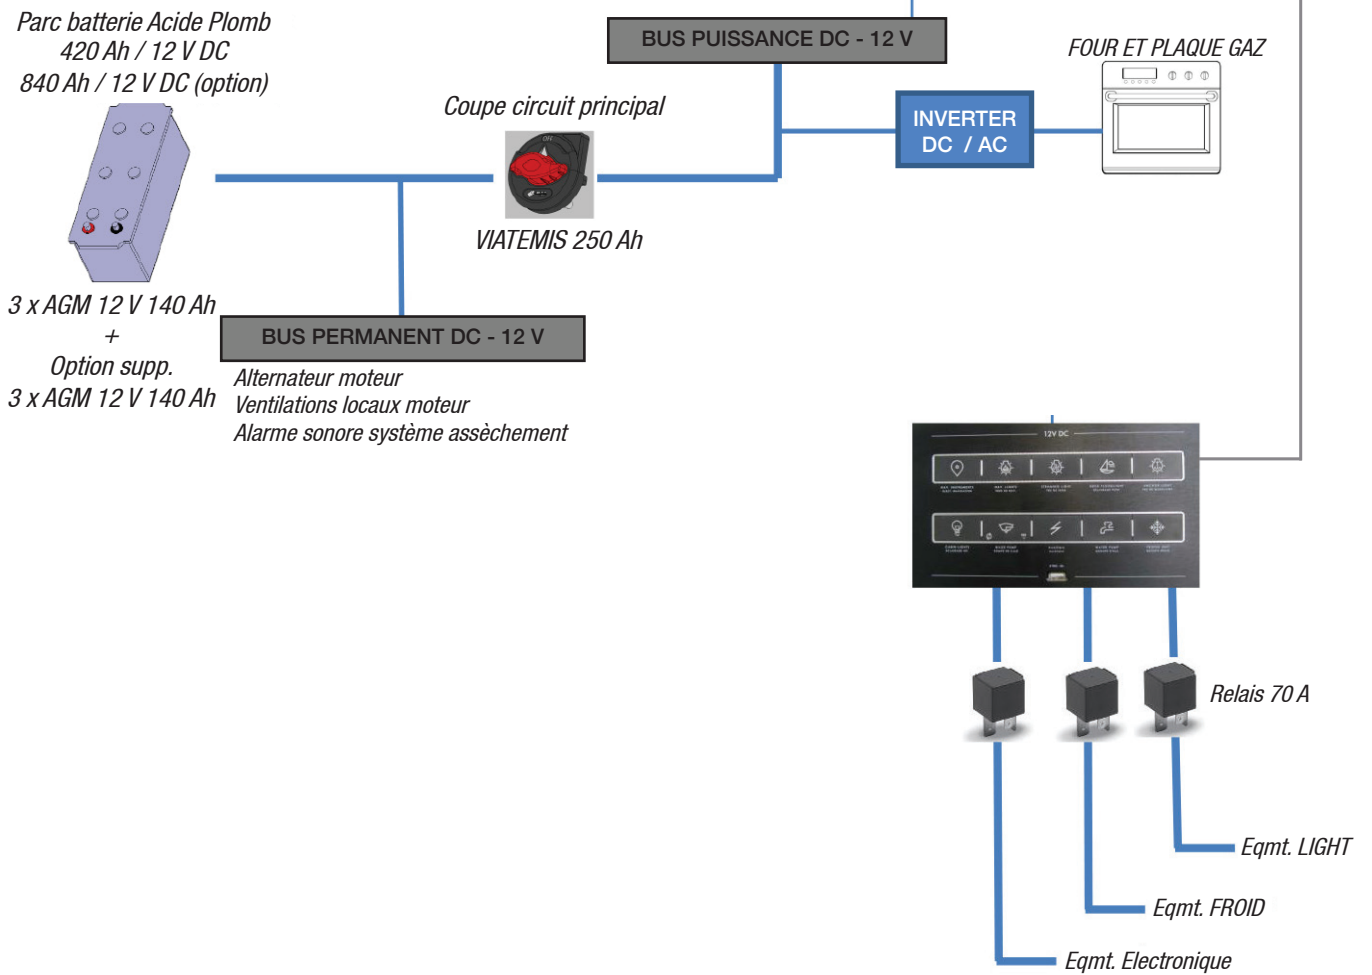 Parc batterie Acide Plomb
420 Ah / 12 V DC
840 Ah / 12 V DC (option)
BUS PUISSANCE DC - 12 V
FOUR ET PLAQUE GAZ
Coupe circuit principal
INVERTER
DC / AC
OFF
VIATEMIS 250 Ah
3 x AGM 12 V 140 Ah
+
Option supp.
3 x AGM 12 V 140 Ah
BUS PERMANENT DC - 12 V
Alternateur moteur
Ventilations locaux moteur
Alarme sonore système assèchement
12V DC
Relais 70 A
Eqmt. LIGHT
Eqmt. FROID
Eqmt. Electronique